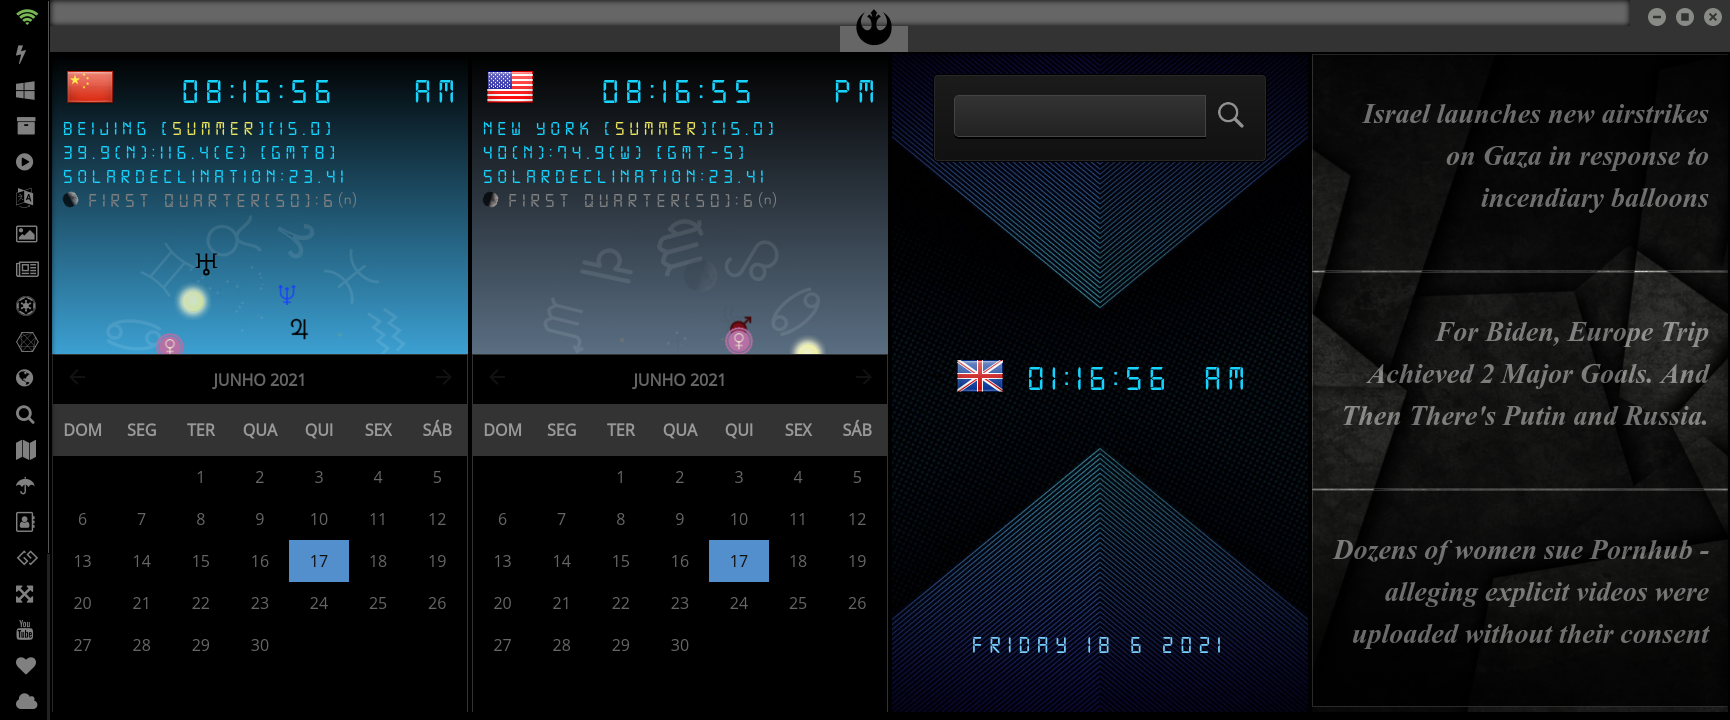 08:16:56 AM
BEIJING (SUMMER)(15.0)
39.9(N):116.4(E) (GMT8)
SOLARDECLINATION:23.41
FIRST QUARTER(50):6(n)
JUNHO 2021
DOM SEG TER QUA QUI SEX SÁB
1 2 3 4 5
6 7 8 9 10 11 12
13 14 15 16 17 18 19
20 21 22 23 24 25 26
27 28 29 30
08:16:55 PM
NEW YORK (SUMMER)(15.0)
40(N):74.9(W) (GMT-5)
SOLARDECLINATION:23.41
FIRST QUARTER(50):6(n)
JUNHO 2021
DOM SEG TER QUA QUI SEX SÁB
1 2 3 4 5
6 7 8 9 10 11 12
13 14 15 16 17 18 19
20 21 22 23 24 25 26
27 28 29 30
01:16:56 AM
FRIDAY 18 6 2021
Israel launches new airstrikes
on Gaza in response to
incendiary balloons
For Biden, Europe Trip
Achieved 2 Major Goals. And
Then There's Putin and Russia.
Dozens of women sue Pornhub -
alleging explicit videos were
uploaded without their consent
You
Tube